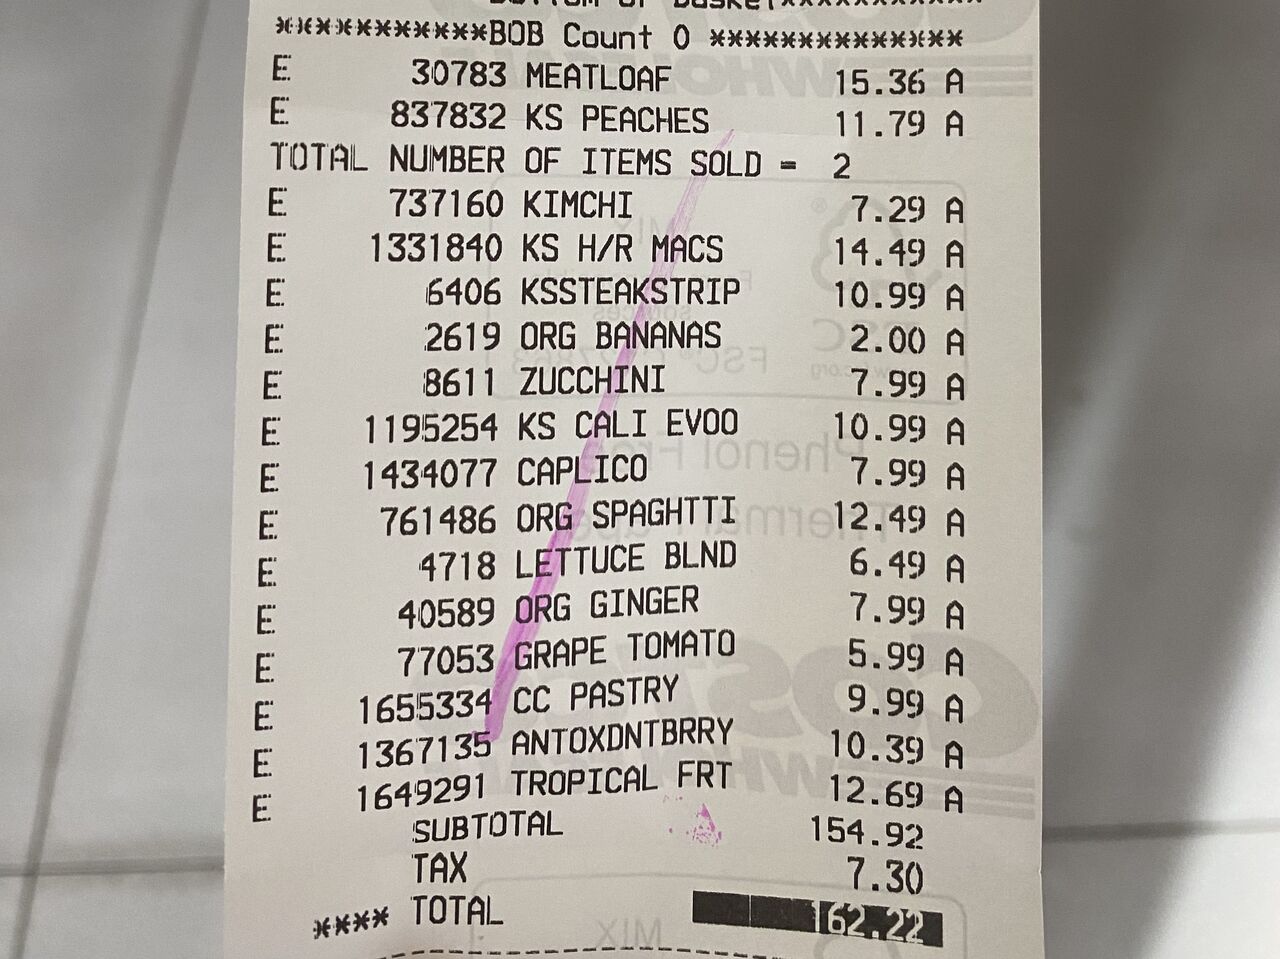 Bottom of Basket************
***********BOB Count 0 **************
E 30783 MEATLOAF 15.36 A
E 837832 KS PEACHES 11.79 A
TOTAL NUMBER OF ITEMS SOLD = 2
E 737160 KIMCHI 7.29 A
E 1331840 KS H/R MACS 14.49 A
E 6406 KSSTEAKSTRIP 10.99 A
E 2619 ORG BANANAS 2.00 A
E 8611 ZUCCHINI 7.99 A
E 1195254 KS CALI EVOO 10.99 A
E 1434077 CAPLICO 7.99 A
E 761486 ORG SPAGHTTI 12.49 A
E 4718 LETTUCE BLND 6.49 A
E 40589 ORG GINGER 7.99 A
E 77053 GRAPE TOMATO 5.99 A
E 1655334 CC PASTRY 9.99 A
E 1367135 ANTOXDNTBRRY 10.39 A
E 1649291 TROPICAL FRT 12.69 A
SUBTOTAL 154.92
TAX 7.30
**** TOTAL 162.22